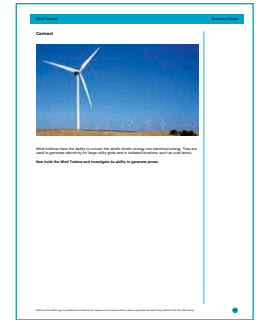 Wind Turbine
Teacher's Notes
Connect
Wind turbines have the ability to convert the wind's kinetic energy into electrical energy. They are
used to generate electricity for large utility grids and in isolated locations, such as rural farms.
Now build the Wind Turbine and investigate its ability to generate power.